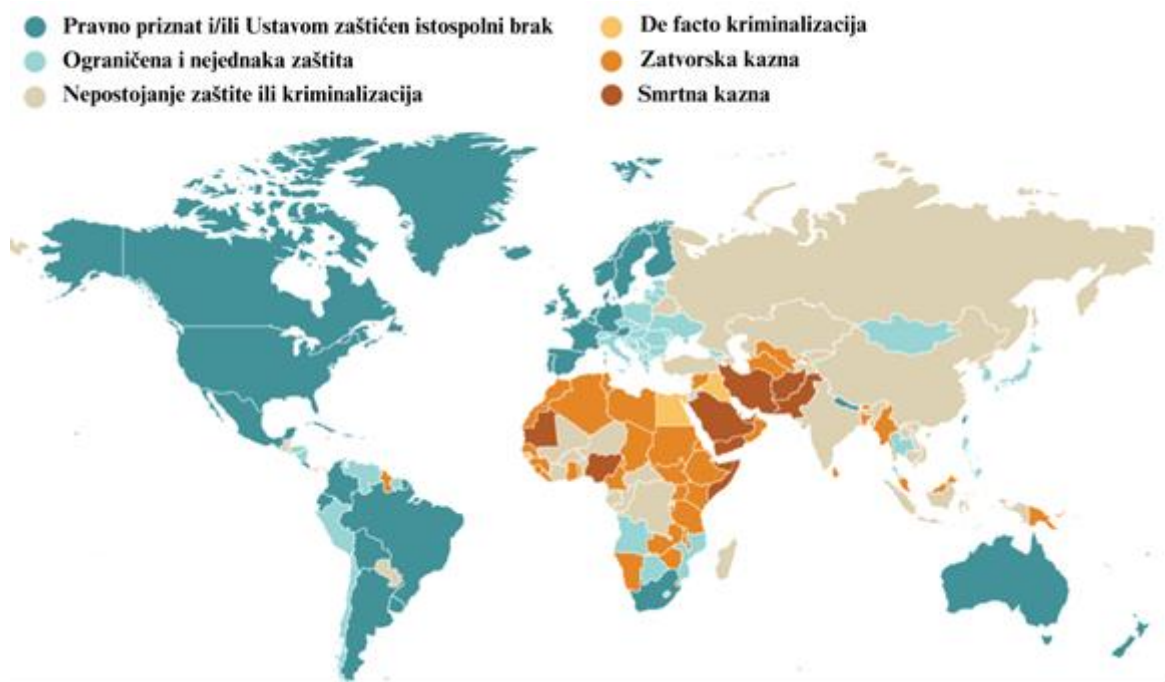 Pravno priznat i/ili Ustavom zaštićen istospolni brak
Ograničena i nejednaka zaštita
Nepostojanje zaštite ili kriminalizacija
De facto kriminalizacija
Zatvorska kazna
Smrtna kazna